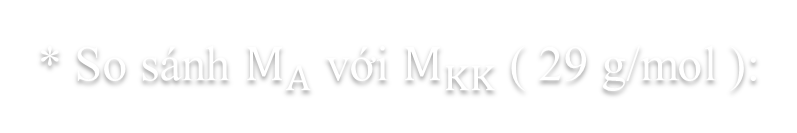 * So sánh MA với MKK ( 29 g/mol ):